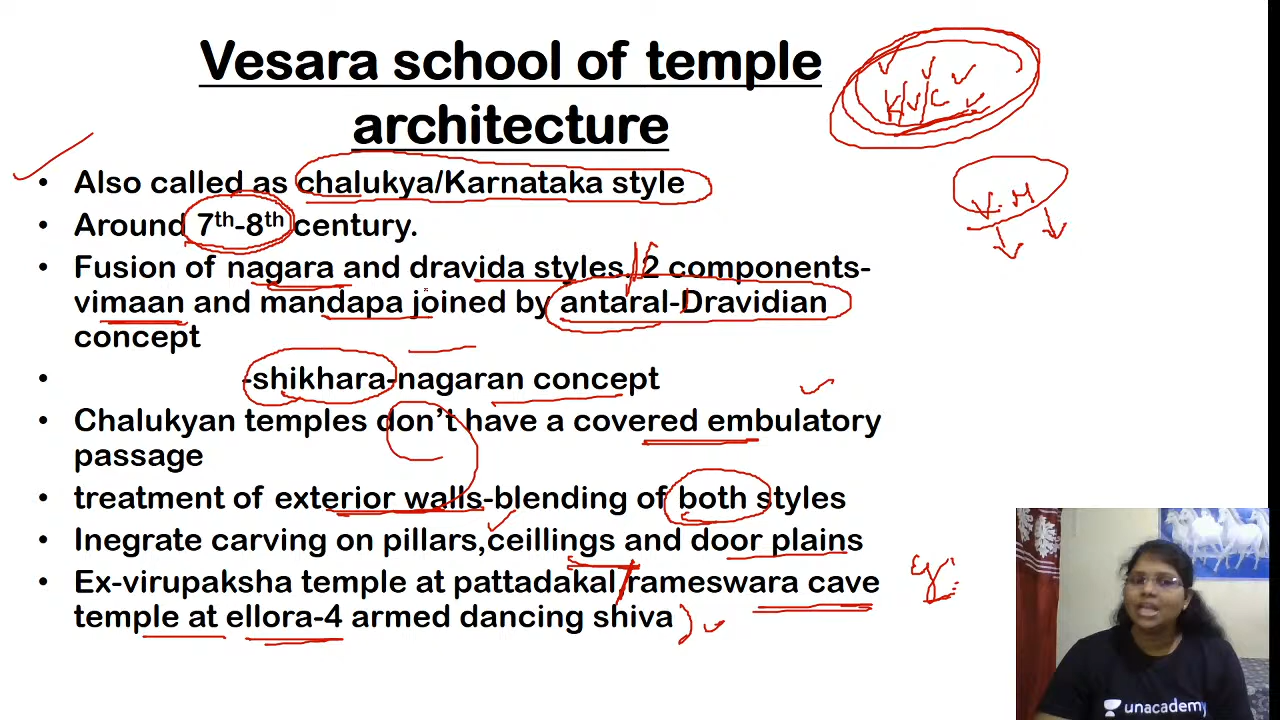 Vesara school of temple
architecture
K/V/C
V.M
• Also called as chalukya/Karnataka style
• Around 7th-8th century.
• Fusion of nagara and dravida styles. 2 components-
vimaan and mandapa joined by antaral-Dravidian
concept
• -shikhara-nagaran concept
• Chalukyan temples don't have a covered embulatory
passage
• treatment of exterior walls-blending of both styles
• Inegrate carving on pillars,ceillings and door plains
• Ex-virupaksha temple at pattadakal,rameswara cave
temple at ellora-4 armed dancing shiva
unacademy